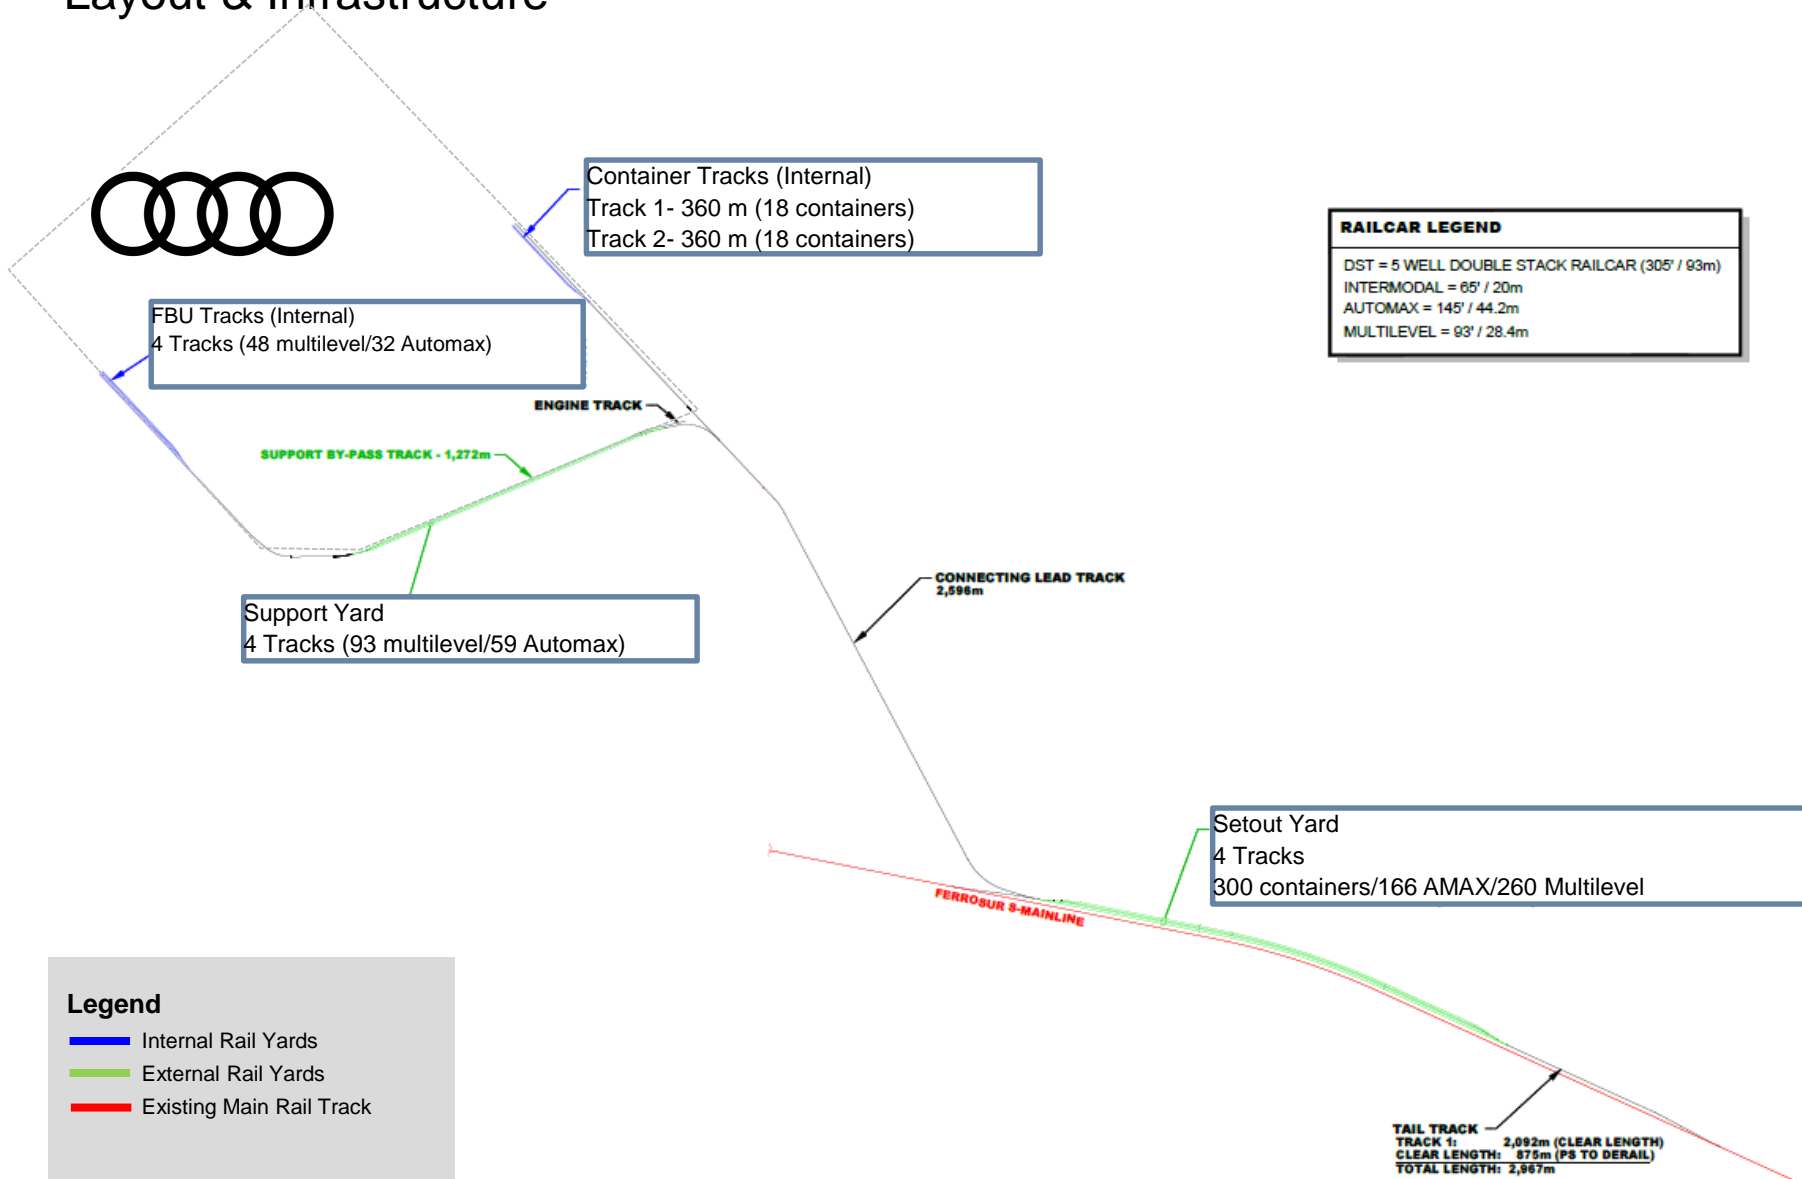 Layout & Infrastructure
Container Tracks (Internal)
Track 1- 360 m (18 containers)
Track 2- 360 m (18 containers)
RAILCAR LEGEND
DST = 5 WELL DOUBLE STACK RAILCAR (305' / 93m)
INTERMODAL = 65' / 20m
AUTOMAX = 145' / 44.2m
MULTILEVEL = 93' / 28.4m
FBU Tracks (Internal)
4 Tracks (48 multilevel/32 Automax)
ENGINE TRACK
SUPPORT BY-PASS TRACK - 1,272m
CONNECTING LEAD TRACK
2,596m
Support Yard
4 Tracks (93 multilevel/59 Automax)
Setout Yard
4 Tracks
300 containers/166 AMAX/260 Multilevel
FERROSUR S-MAINLINE
Legend
Internal Rail Yards
External Rail Yards
Existing Main Rail Track
TAIL TRACK
TRACK 1: 2,092m (CLEAR LENGTH)
CLEAR LENGTH: 875m (PS TO DERAIL)
TOTAL LENGTH: 2,967m